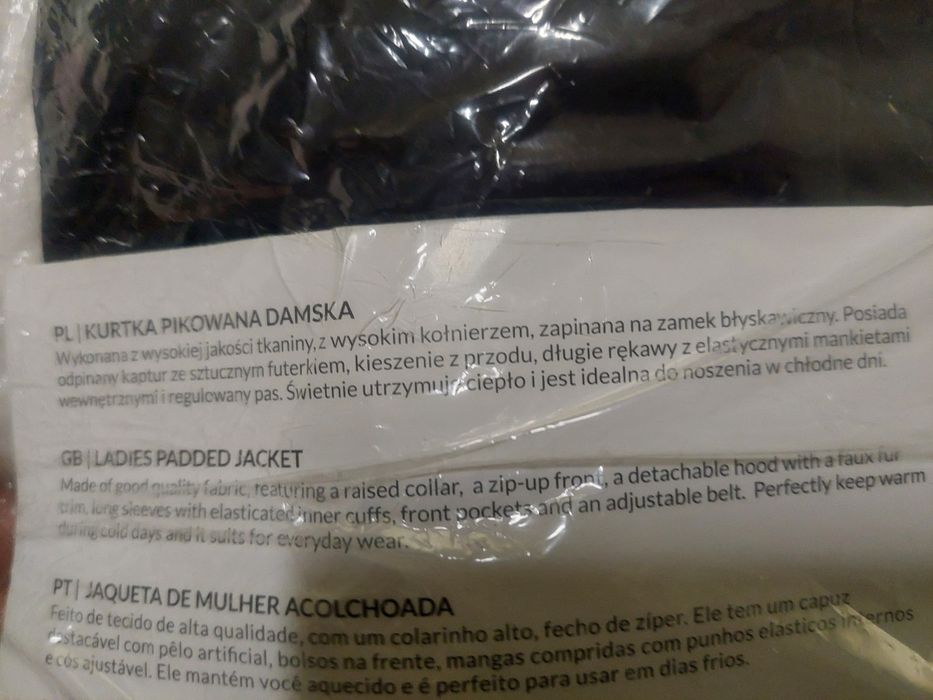 PL | KURTKA PIKOWANA DAMSKA
Wykonana z wysokiej jakości tkaniny, z wysokim kołnierzem, zapinana na zamek błyskawiczny. Posiada
odpinany kaptur ze sztucznym futerkiem, kieszenie z przodu, długie rękawy z elastycznymi mankietami
wewnętrznymi i regulowany pas. Świetnie utrzymuje ciepło i jest idealna do noszenia w chłodne dni.
GB | LADIES PADDED JACKET
Made of good quality fabric, featuring a raised collar, a zip-up front, a detachable hood with a faux fur
trim, long sleeves with elasticated inner cuffs, front pockets and an adjustable belt. Perfectly keep warm
during cold days and it suits for everyday wear.
PT | JAQUETA DE MULHER ACOLCHOADA
Feito de tecido de alta qualidade, com um colarinho alto, fecho de zíper. Ele tem um capuz
destacável com pêlo artificial, bolsos na frente, mangas compridas com punhos elasticos internos
e cós ajustável. Ele mantém você aquecido e é perfeito para usar em dias frios.